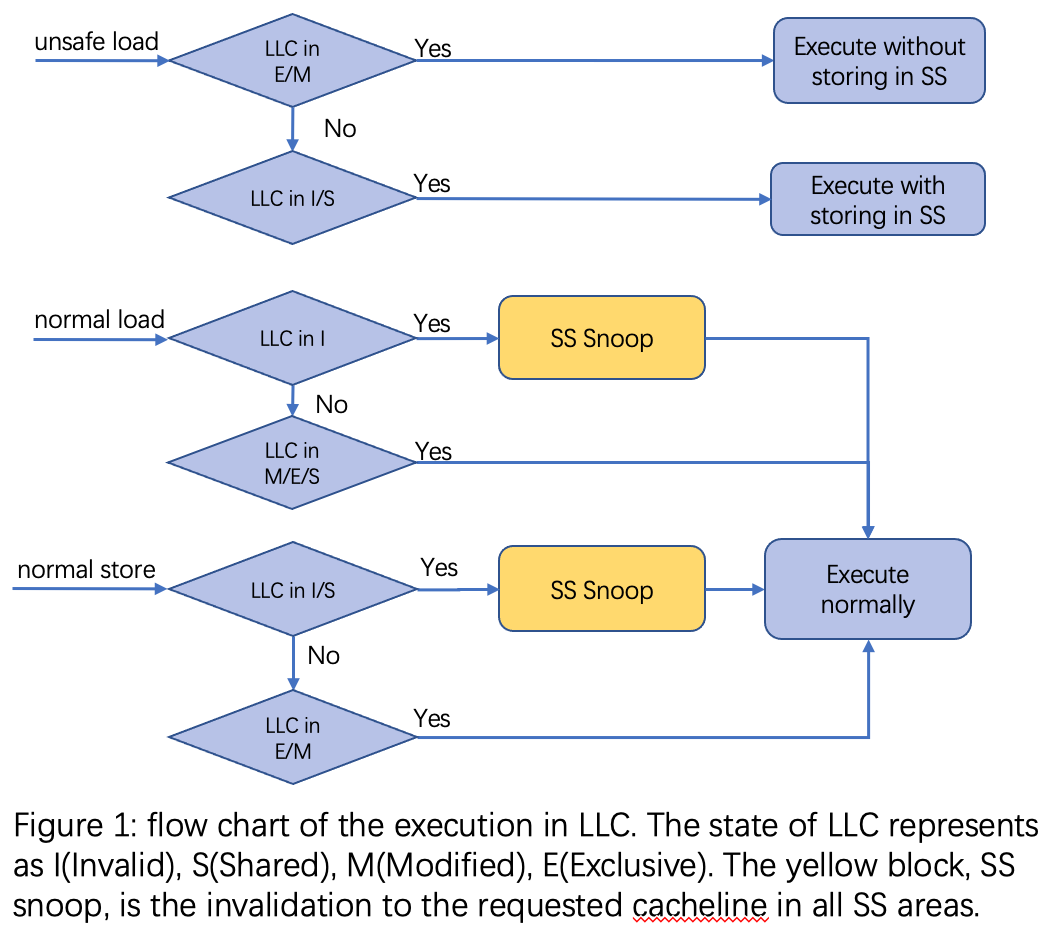 unsafe load
LLC in
E/M
Yes
Execute without
storing in SS
No
LLC in I/S
Yes
Execute with
storing in SS
normal load
LLC in I
Yes
SS Snoop
No
LLC in
M/E/S
Yes
normal store
LLC in I/S
Yes
SS Snoop
Execute
normally
No
LLC in
E/M
Yes
Figure 1: flow chart of the execution in LLC. The state of LLC represents
as I(Invalid), S(Shared), M(Modified), E(Exclusive). The yellow block, SS
snoop, is the invalidation to the requested cacheline in all SS areas.